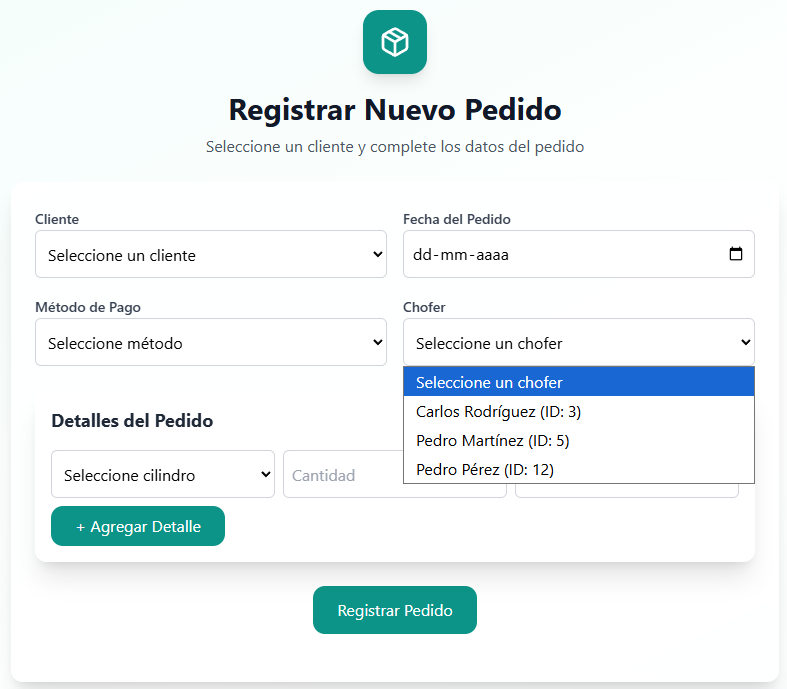 Registrar Nuevo Pedido
Seleccione un cliente y complete los datos del pedido
Cliente
Seleccione un cliente
Fecha del Pedido
dd-mm-aaaa
Método de Pago
Seleccione método
Chofer
Seleccione un chofer
Seleccione un chofer
Carlos Rodríguez (ID: 3)
Pedro Martínez (ID: 5)
Pedro Pérez (ID: 12)
Detalles del Pedido
Seleccione cilindro
Cantidad
+ Agregar Detalle
Registrar Pedido